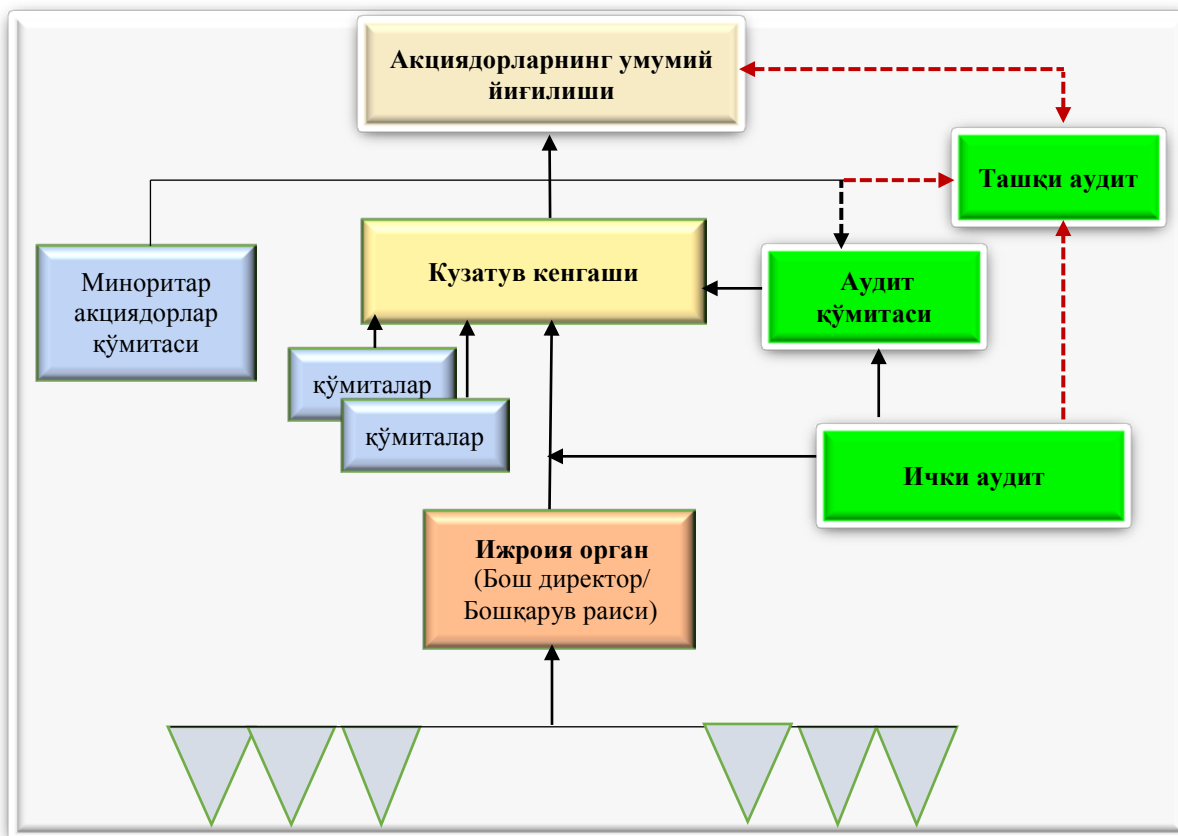 Акциядорларнинг умумий
йиғилиши
Ташқи аудит
Кузатув кенгаши
Миноритар
акциядорлар
қўмитаси
Аудит
қўмитаси
қўмиталар
қўмиталар
Ички аудит
Ижроия орган
(Бош директор/
Бошқарув раиси)